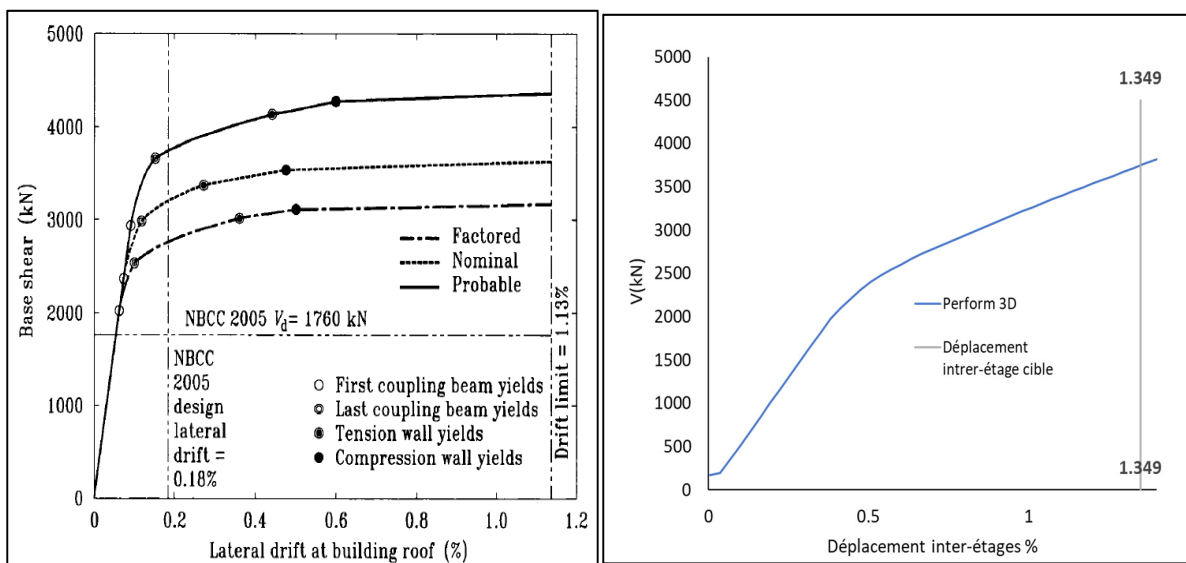 5000
4000
3000
2000
1000
0
Base shear (kN)
0
0.2
0.4
0.6
0.8
1.0
1.2
Lateral drift at building roof (%)
Factored
Nominal
Probable
NBCC 2005 Vd= 1760 kN
NBCC
2005
design
lateral
drift =
0.18%
First coupling beam yields
Last coupling beam yields
Tension wall yields
Compression wall yields
Drift limit = 1.13%
1.349
5000
4500
4000
3500
3000
2500
2000
1500
1000
500
0
V(kN)
Perform 3D
Déplacement
intrer-étage cible
1.349
0
0.5
1
Déplacement inter-étages %